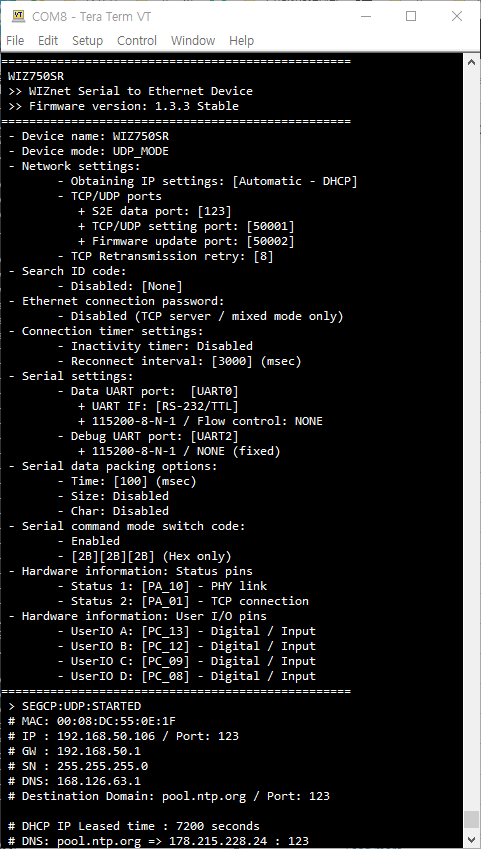 COM8 - Tera Term VT
File Edit Setup Control Window Help
==================================================
WIZ750SR
>> WIZnet Serial to Ethernet Device
>> Firmware version: 1.3.3 Stable
==================================================
- Device name: WIZ750SR
- Device mode: UDP_MODE
- Network settings:
- Obtaining IP settings: [Automatic - DHCP]
- TCP/UDP ports
+ S2E data port: [123]
+ TCP/UDP setting port: [50001]
+ Firmware update port: [50002]
- TCP Retransmission retry: [8]
- Search ID code:
- Disabled: [None]
- Ethernet connection password:
- Disabled (TCP server / mixed mode only)
- Connection timer settings:
- Inactivity timer: Disabled
- Reconnect interval: [3000] (msec)
- Serial settings:
- Data UART port:  [UART0]
+ UART IF: [RS-232/TTL]
+ 115200-8-N-1 / Flow control: NONE
- Debug UART port: [UART2]
+ 115200-8-N-1 / NONE (fixed)
- Serial data packing options:
- Time: [100] (msec)
- Size: Disabled
- Char: Disabled
- Serial command mode switch code:
- Enabled
- [2B][2B][2B] (Hex only)
- Hardware information: Status pins
- Status 1: [PA_10] - PHY link
- Status 2: [PA_01] - TCP connection
- Hardware information: User I/O pins
- UserIO A: [PC_13] - Digital / Input
- UserIO B: [PC_12] - Digital / Input
- UserIO C: [PC_09] - Digital / Input
- UserIO D: [PC_08] - Digital / Input
==================================================
> SEGCP:UDP:STARTED
# MAC: 00:08:DC:55:0E:1F
# IP : 192.168.50.106 / Port: 123
# GW : 192.168.50.1
# SN : 255.255.255.0
# DNS: 168.126.63.1
# Destination Domain: pool.ntp.org / Port: 123
# DHCP IP Leased time : 7200 seconds
# DNS: pool.ntp.org => 178.215.228.24 : 123